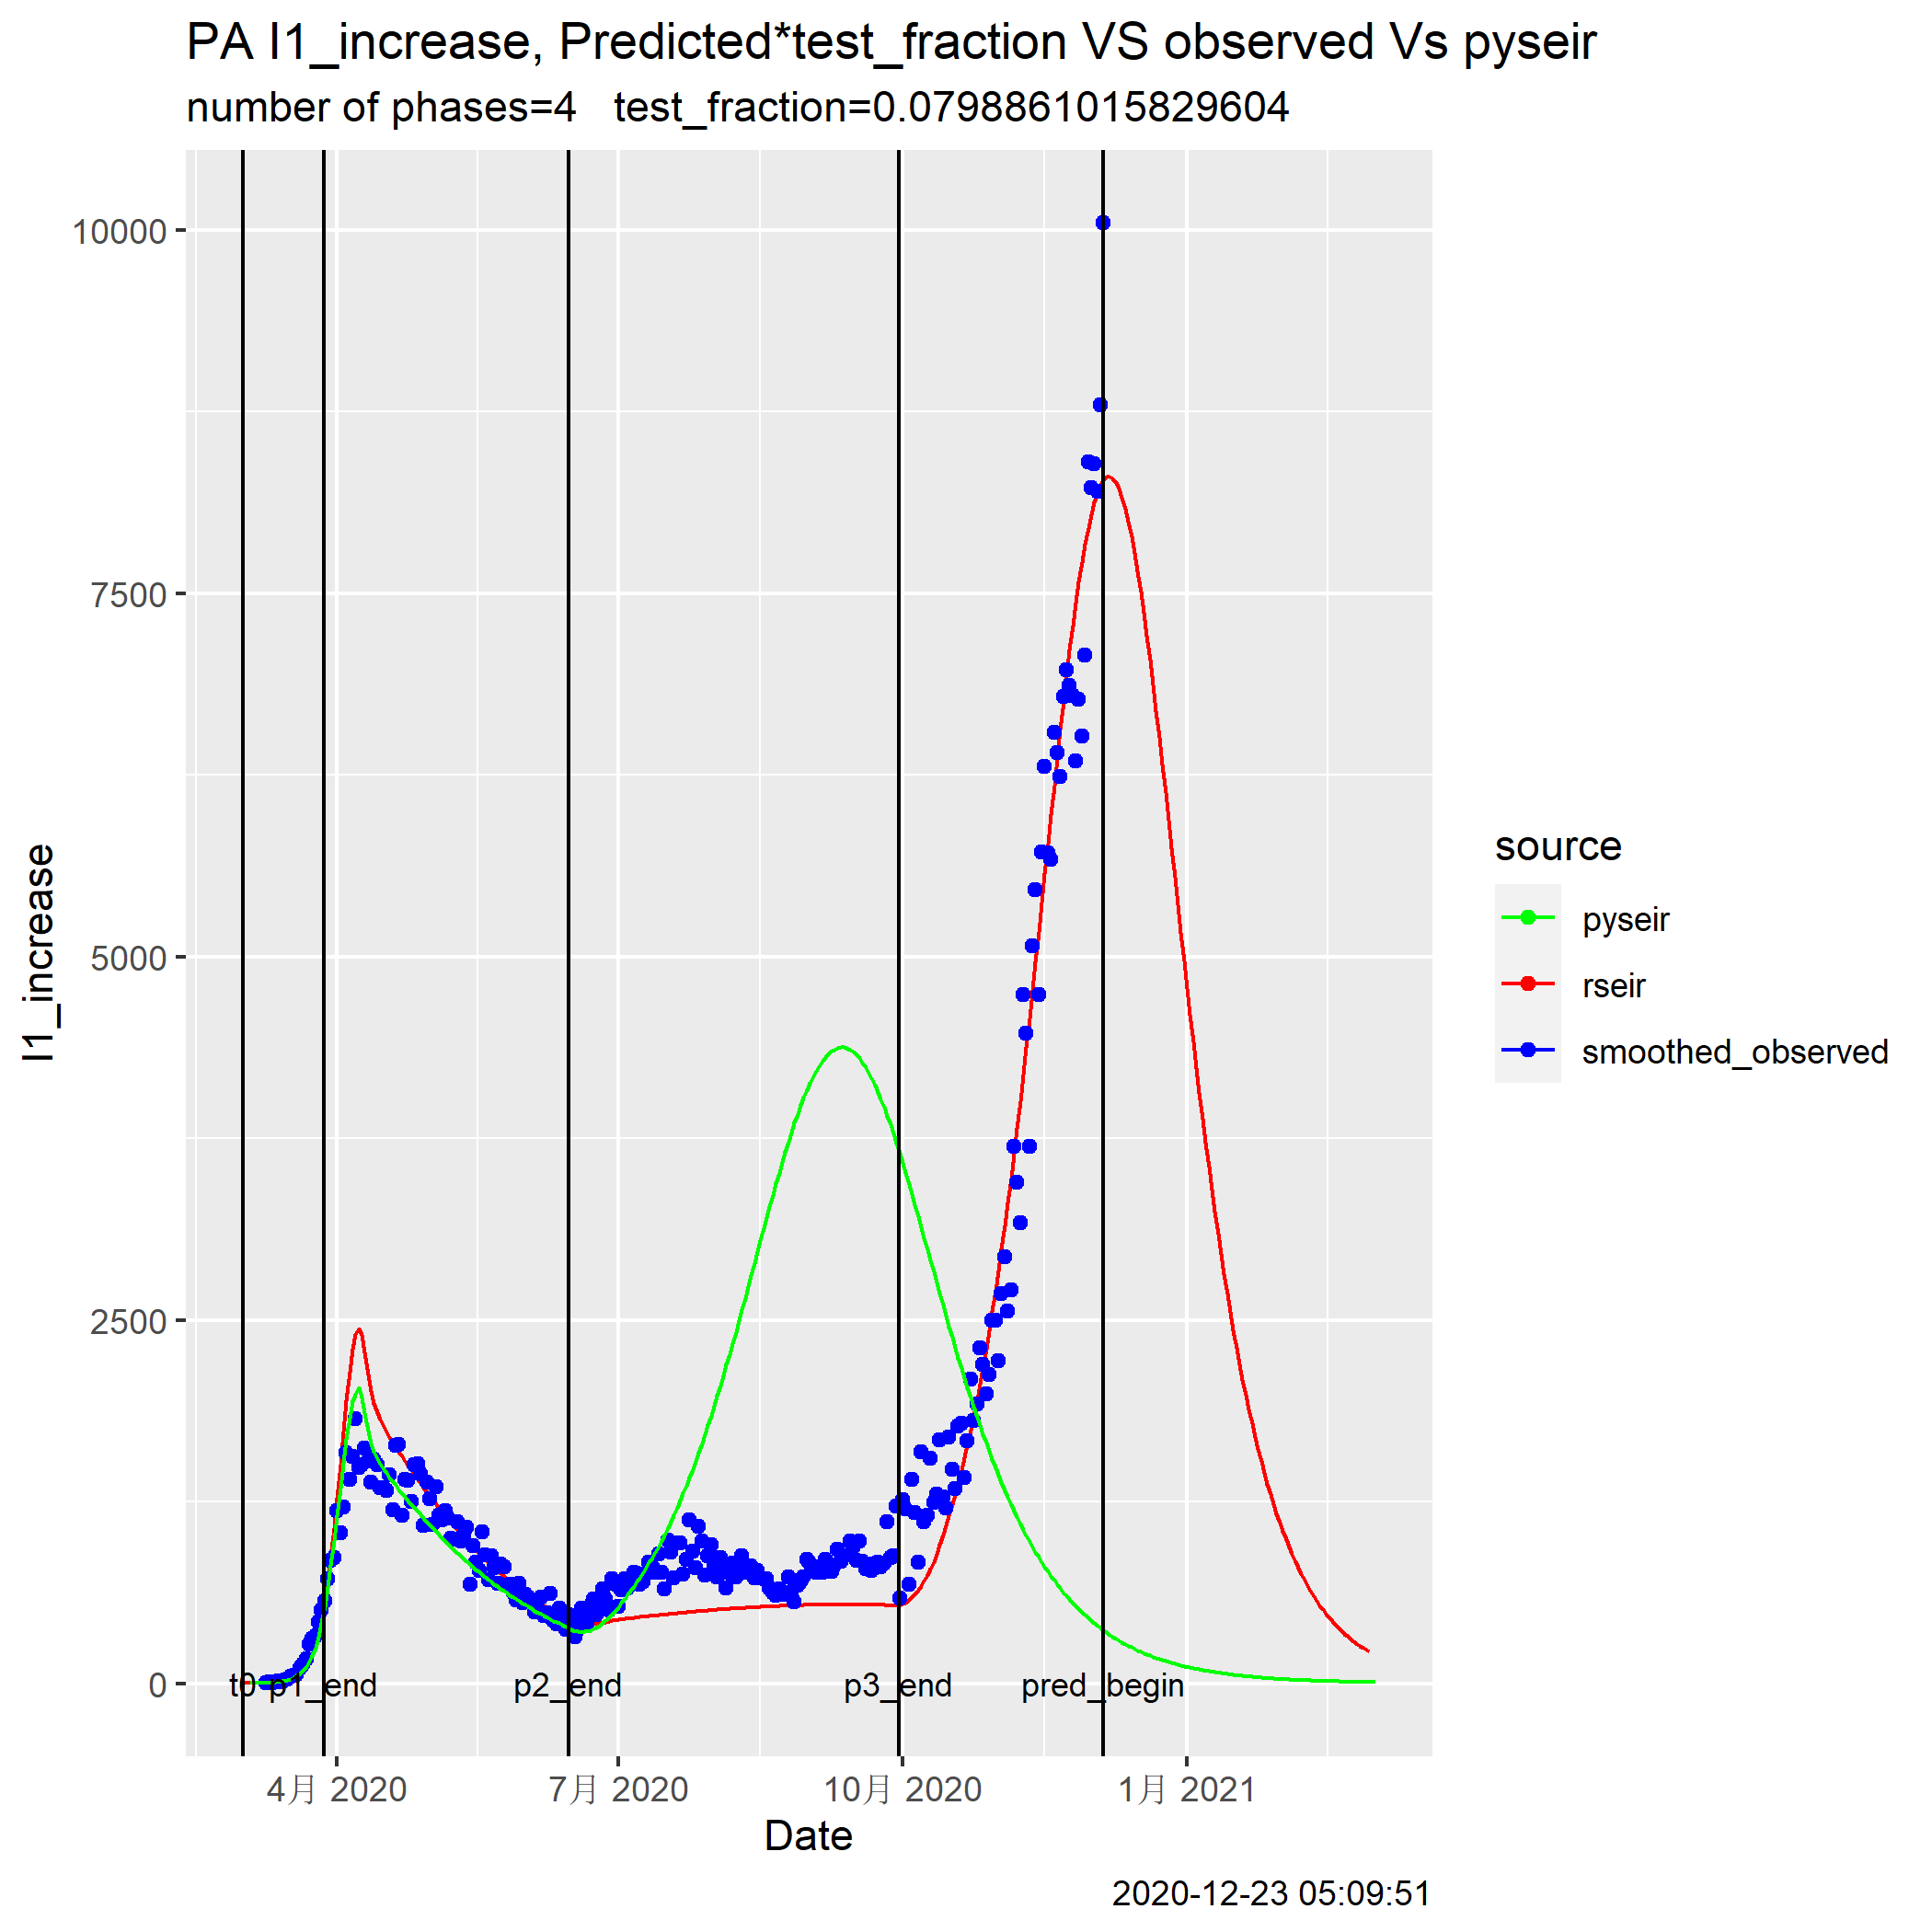 PA I1_increase, Predicted*test_fraction VS observed Vs pyseir
number of phases=4   test_fraction=0.0798861015829604
10000
7500
5000
2500
0
I1_increase
t0 p1_end p2_end p3_end pred_begin
4月 2020 7月 2020 10月 2020 1月 2021
Date
source
pyseir
rseir
smoothed_observed
2020-12-23 05:09:51